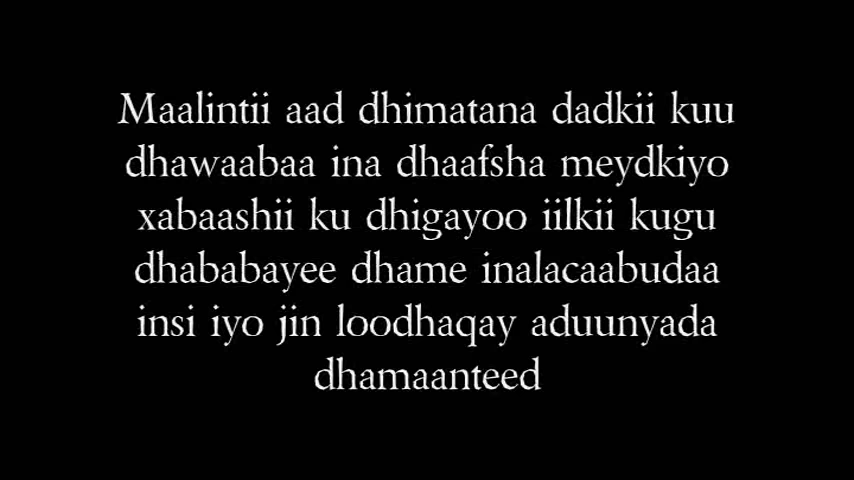 Maalintii aad dhimatana dadkii kuu
dhawaabaa ina dhaafsha meydkiyo
xabaashii ku dhigayoo iilkii kugu
dhababayee dhame inalacaabudaa
insi iyo jin loodhaqay aduunyada
dhamaanteed